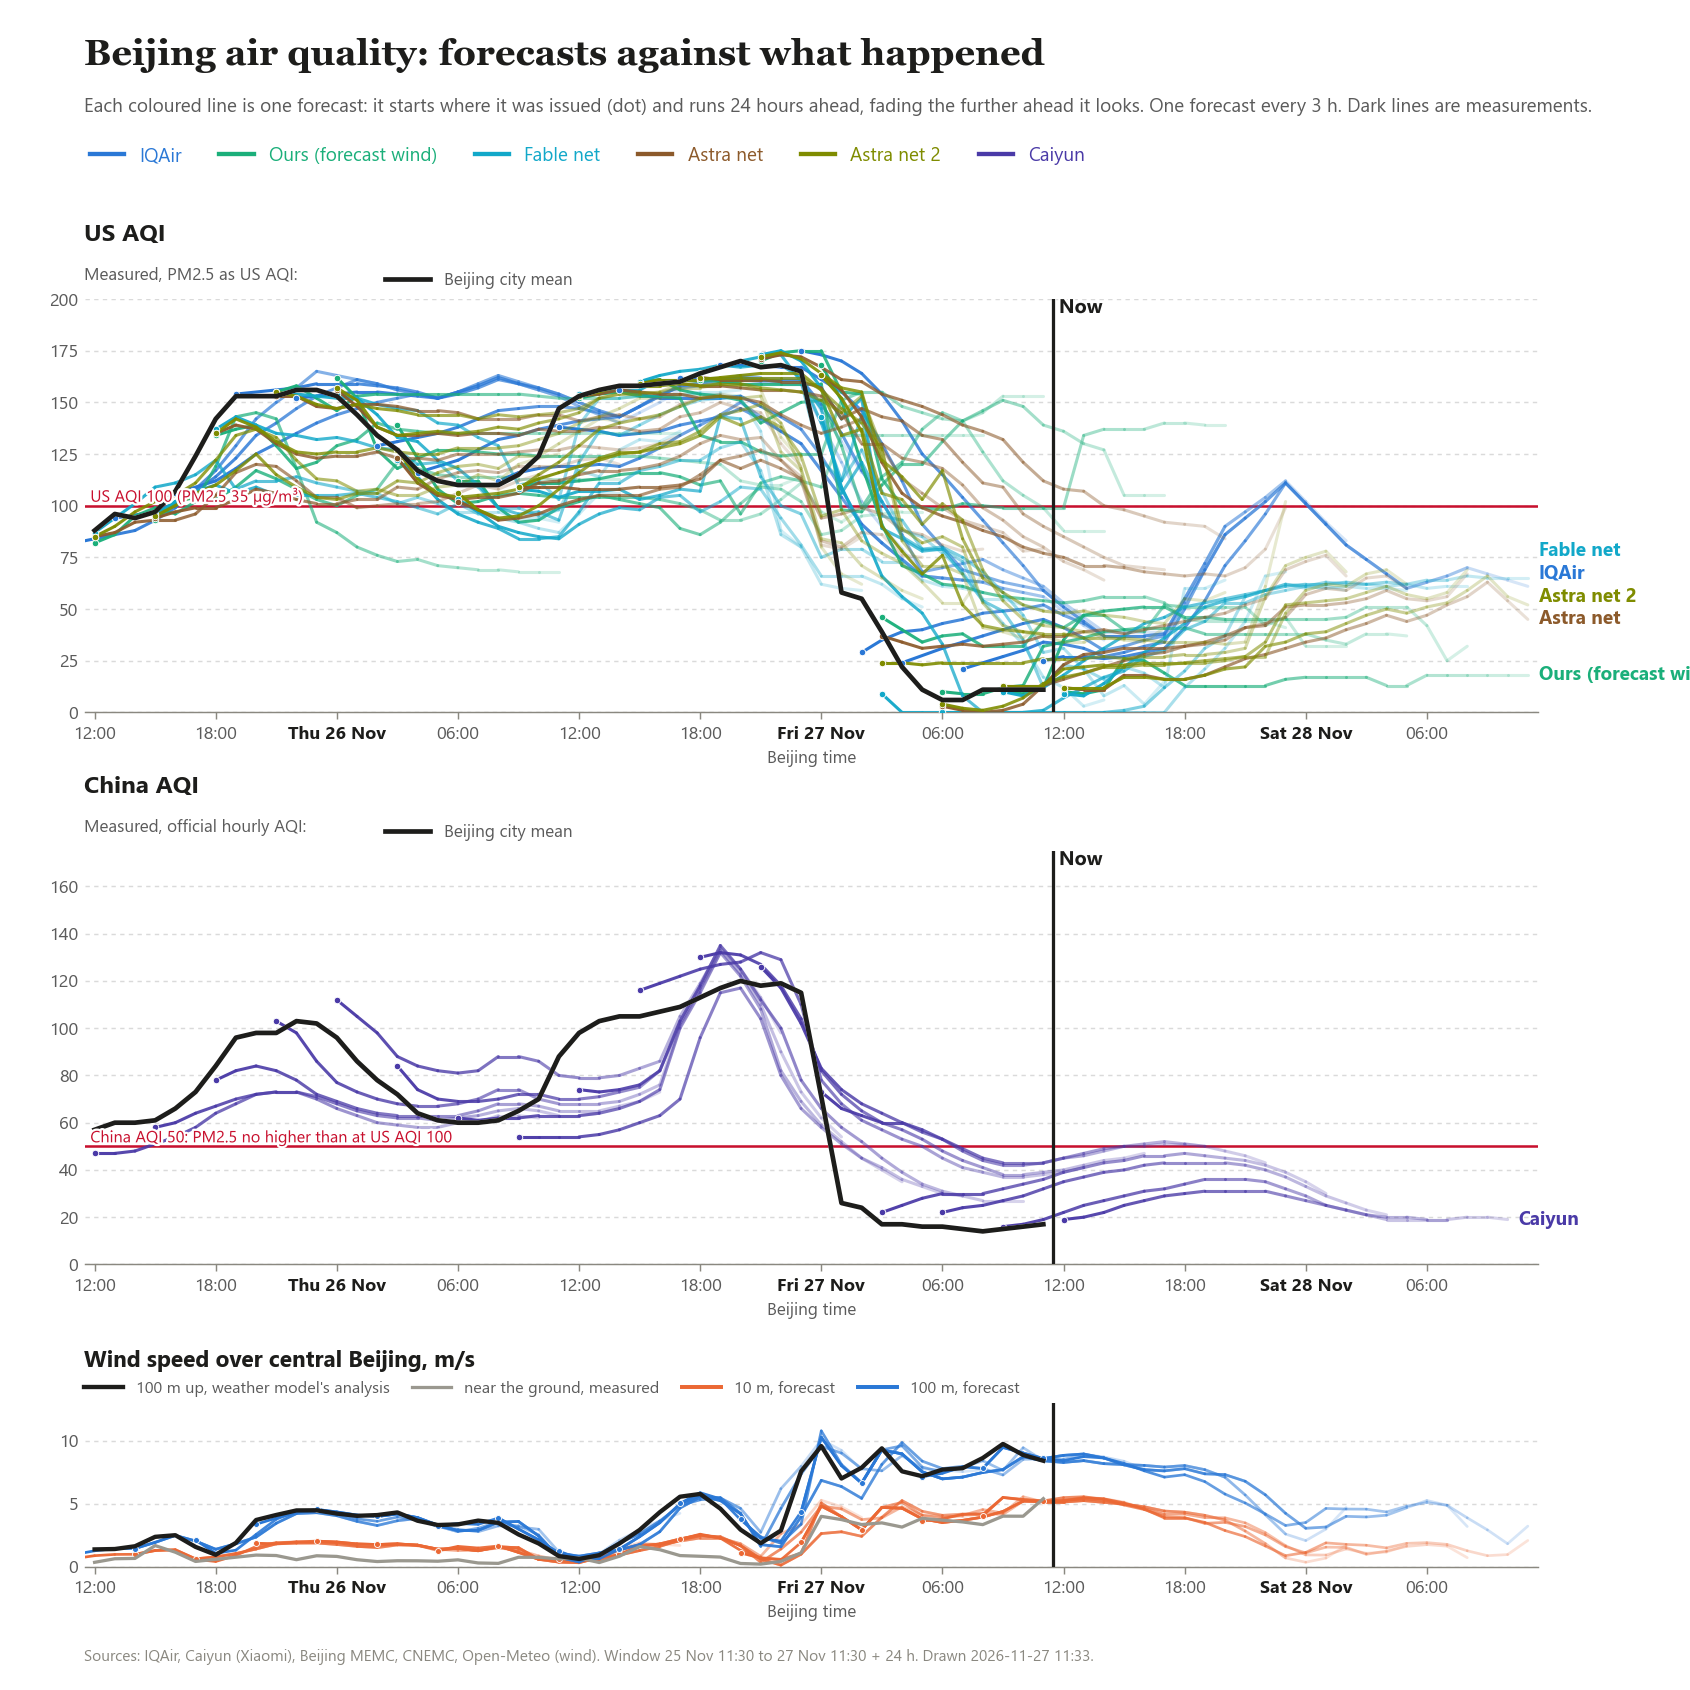 Beijing air quality: forecasts against what happened
Each coloured line is one forecast: it starts where it was issued (dot) and runs 24 hours ahead, fading the further ahead it looks. One forecast every 3 h. Dark lines are measurements.
IQAir Ours (forecast wind) Fable net Astra net Astra net 2 Caiyun
US AQI
Measured, PM2.5 as US AQI: Beijing city mean
200
Now
175
150
125
US AQI 100 (PM2.5 35 µg/m³)
100
75
50
25
0
Fable net
IQAir
Astra net 2
Astra net
Ours (forecast wi
12:00 18:00 Thu 26 Nov 06:00 12:00 18:00 Fri 27 Nov 06:00 12:00 18:00 Sat 28 Nov 06:00
Beijing time
China AQI
Measured, official hourly AQI: Beijing city mean
Now
160
140
120
100
80
60
China AQI 50: PM2.5 no higher than at US AQI 100
40
20
Caiyun
0
12:00 18:00 Thu 26 Nov 06:00 12:00 18:00 Fri 27 Nov 06:00 12:00 18:00 Sat 28 Nov 06:00
Beijing time
Wind speed over central Beijing, m/s
100 m up, weather model's analysis near the ground, measured 10 m, forecast 100 m, forecast
10
5
0
12:00 18:00 Thu 26 Nov 06:00 12:00 18:00 Fri 27 Nov 06:00 12:00 18:00 Sat 28 Nov 06:00
Beijing time
Sources: IQAir, Caiyun (Xiaomi), Beijing MEMC, CNEMC, Open-Meteo (wind). Window 25 Nov 11:30 to 27 Nov 11:30 + 24 h. Drawn 2026-11-27 11:33.